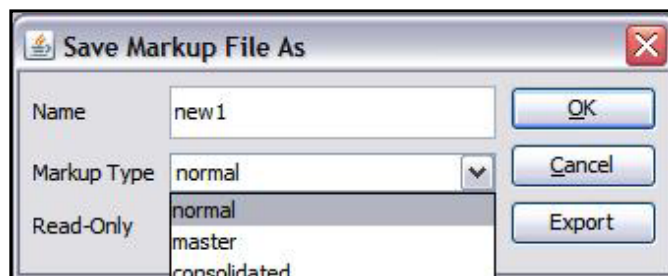 Save Markup File As
Name new1 OK
Markup Type normal Cancel
normal
Read-Only Export
master
consolidated